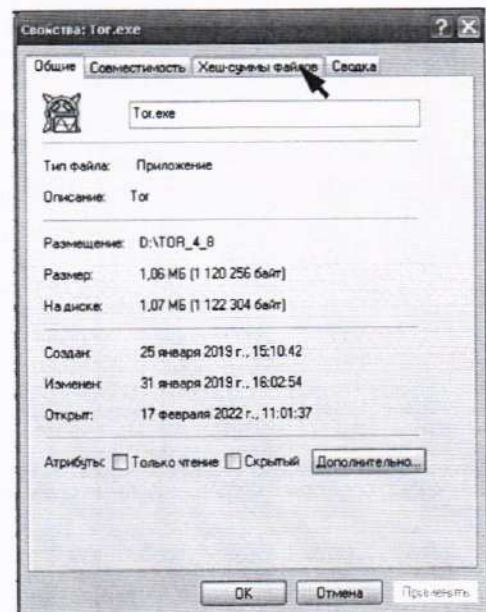 Свойства: Tor.exe
Общие Совместимость Хеш-суммы файлов Сводка
Tor.exe
Тип файла: Приложение
Описание: Tor
Размещение: D:\TOR_4_8
Размер: 1,06 МБ (1 120 256 байт)
На диске: 1,07 МБ (1 122 304 байт)
Создан: 25 января 2019 г., 15:10:42
Изменен: 31 января 2019 г., 16:02:54
Открыт: 17 февраля 2022 г., 11:01:37
Атрибуты: Только чтение Скрытый Дополнительно...
OK Отмена Применить